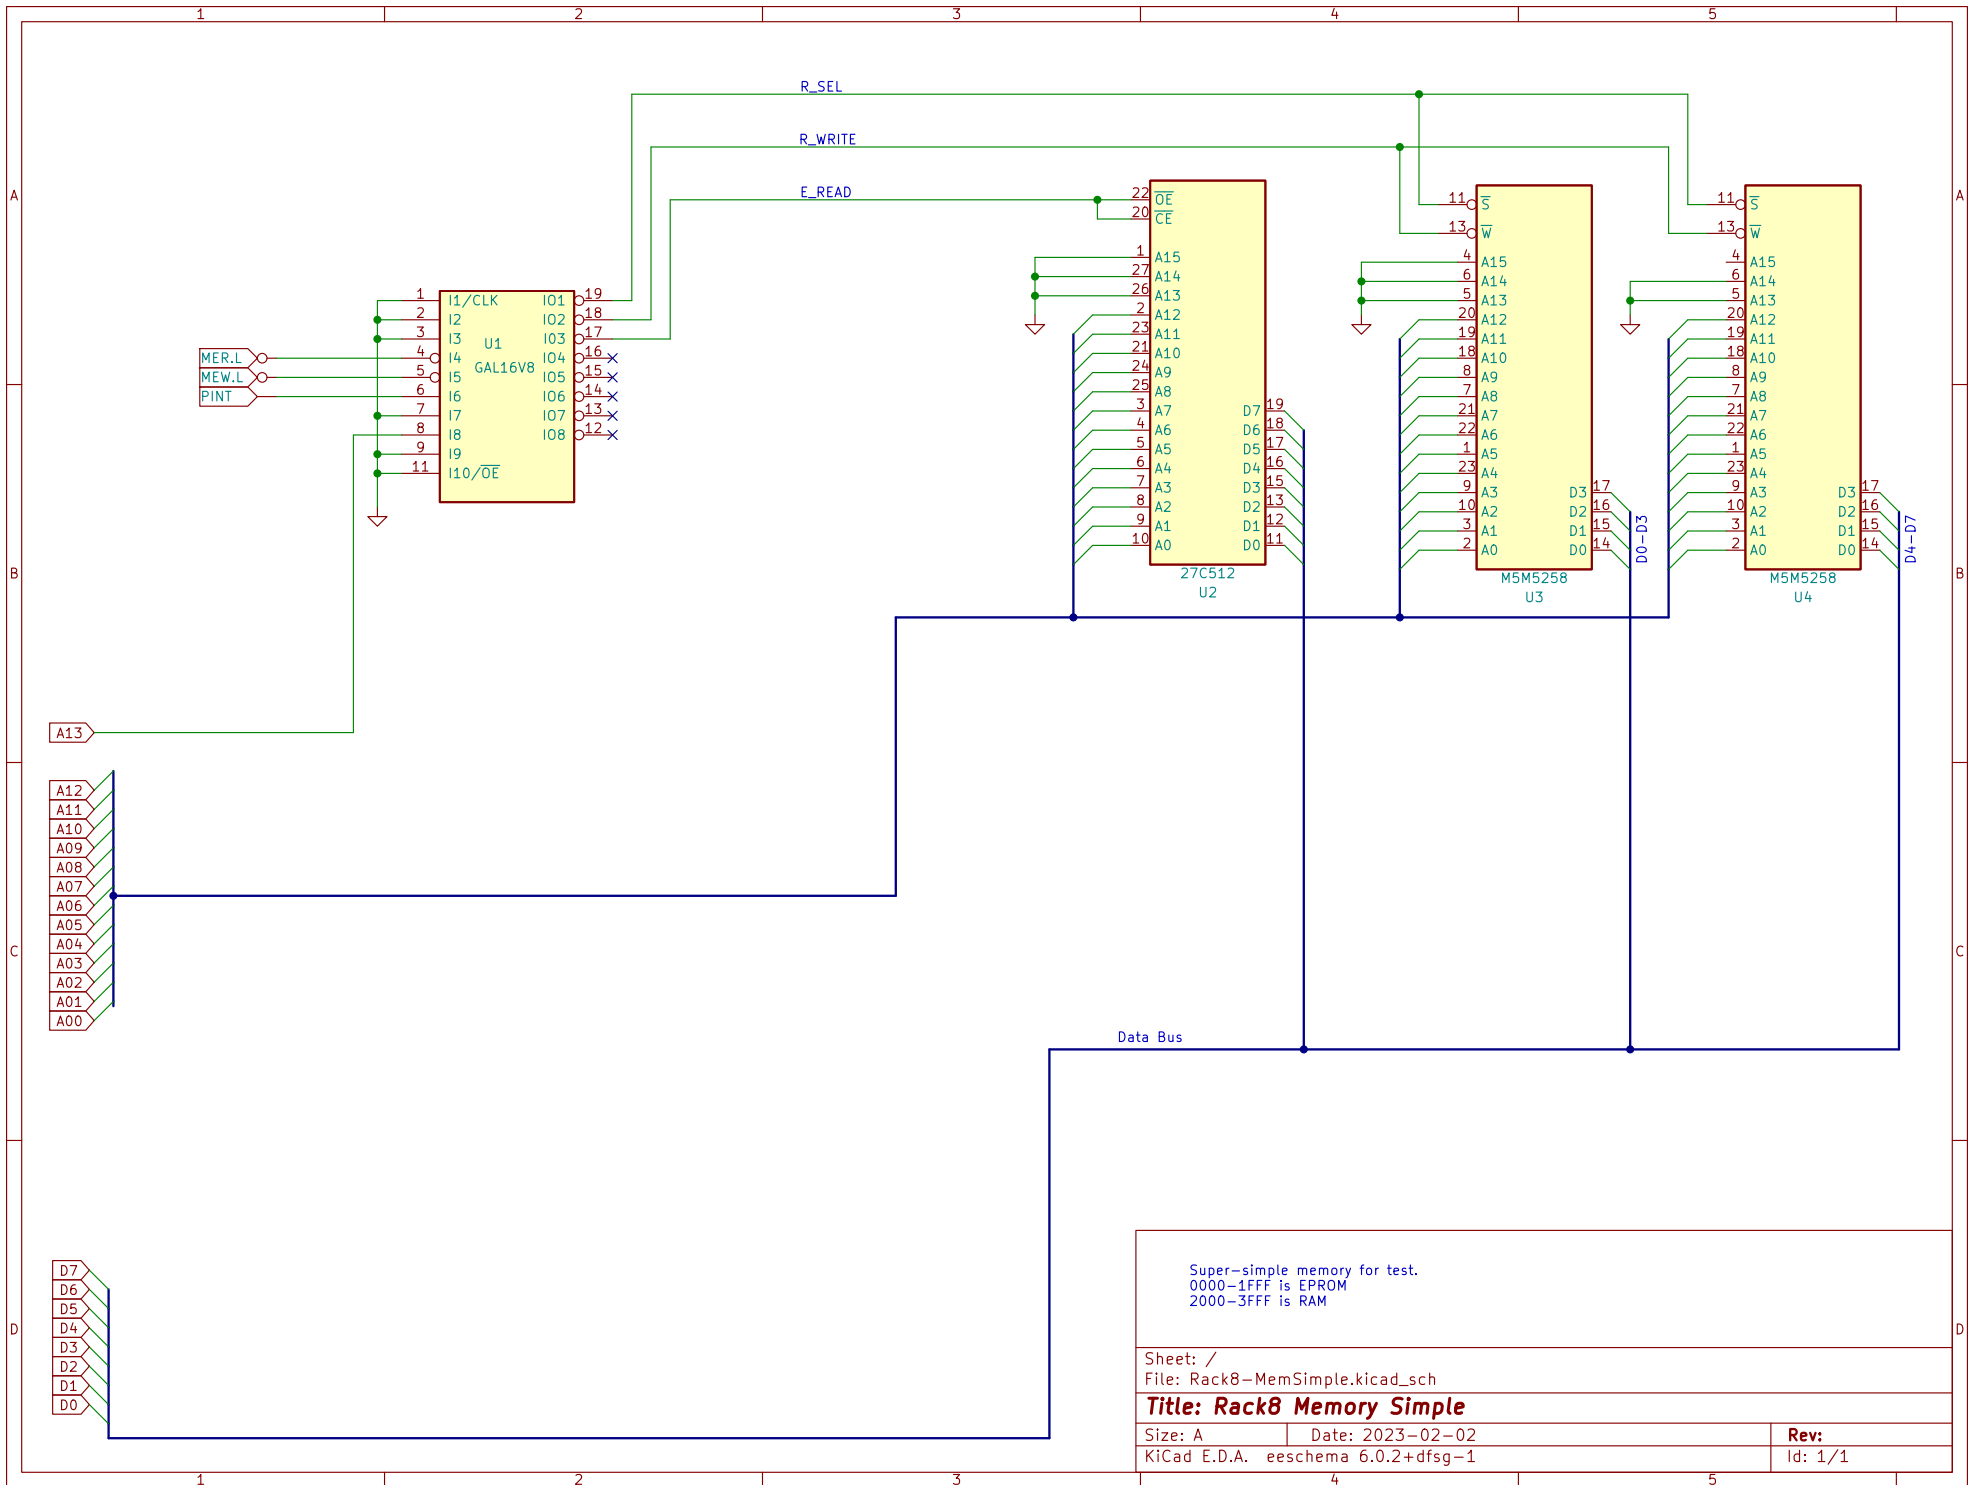 1 2 3 4 5
A
B
C
D
A
B
C
D
R_SEL
R_WRITE
E_READ
MER.L
MEW.L
PINT
1 I1/CLK IO1 19
2 I2 IO2 18
3 I3 IO3 17
4 I4 IO4 16
5 I5 IO5 15
6 I6 IO6 14
7 I7 IO7 13
8 I8 IO8 12
9 I9
11 I10/OE
U1
GAL16V8
22 OE
20 CE
1 A15
27 A14
26 A13
2 A12
23 A11
21 A10
24 A9
25 A8
3 A7 D7 19
4 A6 D6 18
5 A5 D5 17
6 A4 D4 16
7 A3 D3 15
8 A2 D2 13
9 A1 D1 12
10 A0 D0 11
27C512
U2
11 S
13 W
4 A15
6 A14
5 A13
20 A12
19 A11
18 A10
8 A9
7 A8
21 A7
22 A6
1 A5
23 A4
9 A3 D3 17
10 A2 D2 16
3 A1 D1 15
2 A0 D0 14
M5M5258
U3
D0-D3
11 S
13 W
4 A15
6 A14
5 A13
20 A12
19 A11
18 A10
8 A9
7 A8
21 A7
22 A6
1 A5
23 A4
9 A3 D3 17
10 A2 D2 16
3 A1 D1 15
2 A0 D0 14
M5M5258
U4
D4-D7
A13
A12
A11
A10
A09
A08
A07
A06
A05
A04
A03
A02
A01
A00
Data Bus
D7
D6
D5
D4
D3
D2
D1
D0
Super-simple memory for test.
0000-1FFF is EPROM
2000-3FFF is RAM
Sheet: /
File: Rack8-MemSimple.kicad_sch
Title: Rack8 Memory Simple
Size: A Date: 2023-02-02 Rev:
KiCad E.D.A. eeschema 6.0.2+dfsg-1 Id: 1/1
1 2 3 4 5